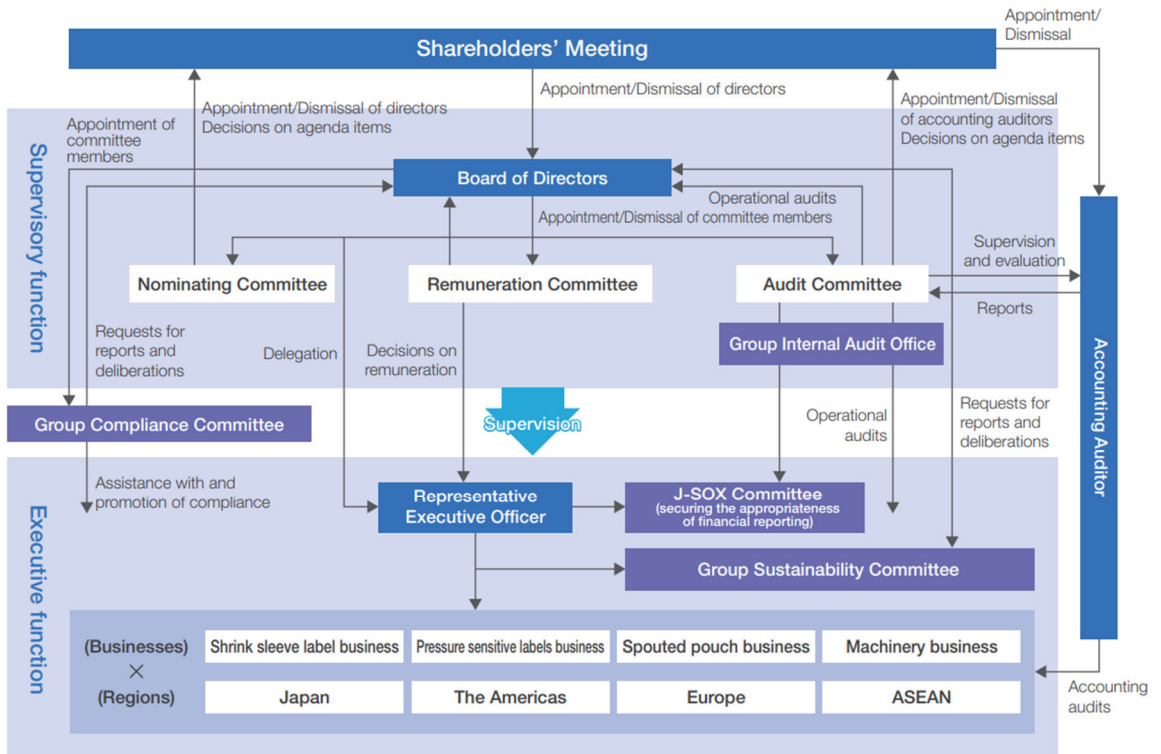 Appointment/
Dismissal
Shareholders' Meeting
Appointment/Dismissal of directors
Decisions on agenda items
Appointment/Dismissal of directors
Appointment/Dismissal
of accounting auditors
Decisions on agenda items
Supervisory function
Appointment of
committee
members
Board of Directors
Operational audits
Appointment/Dismissal of committee members
Supervision
and evaluation
Nominating Committee
Remuneration Committee
Audit Committee
Reports
Requests for
reports and
deliberations
Delegation
Decisions on
remuneration
Group Internal Audit Office
Accounting Auditor
Group Compliance Committee
Supervision
Operational
audits
Requests for
reports and
deliberations
Executive function
Assistance with and
promotion of compliance
Representative
Executive Officer
J-SOX Committee
(securing the appropriateness
of financial reporting)
Group Sustainability Committee
(Businesses)
×
(Regions)
Shrink sleeve label business
Pressure sensitive labels business
Spouted pouch business
Machinery business
Japan
The Americas
Europe
ASEAN
Accounting
audits